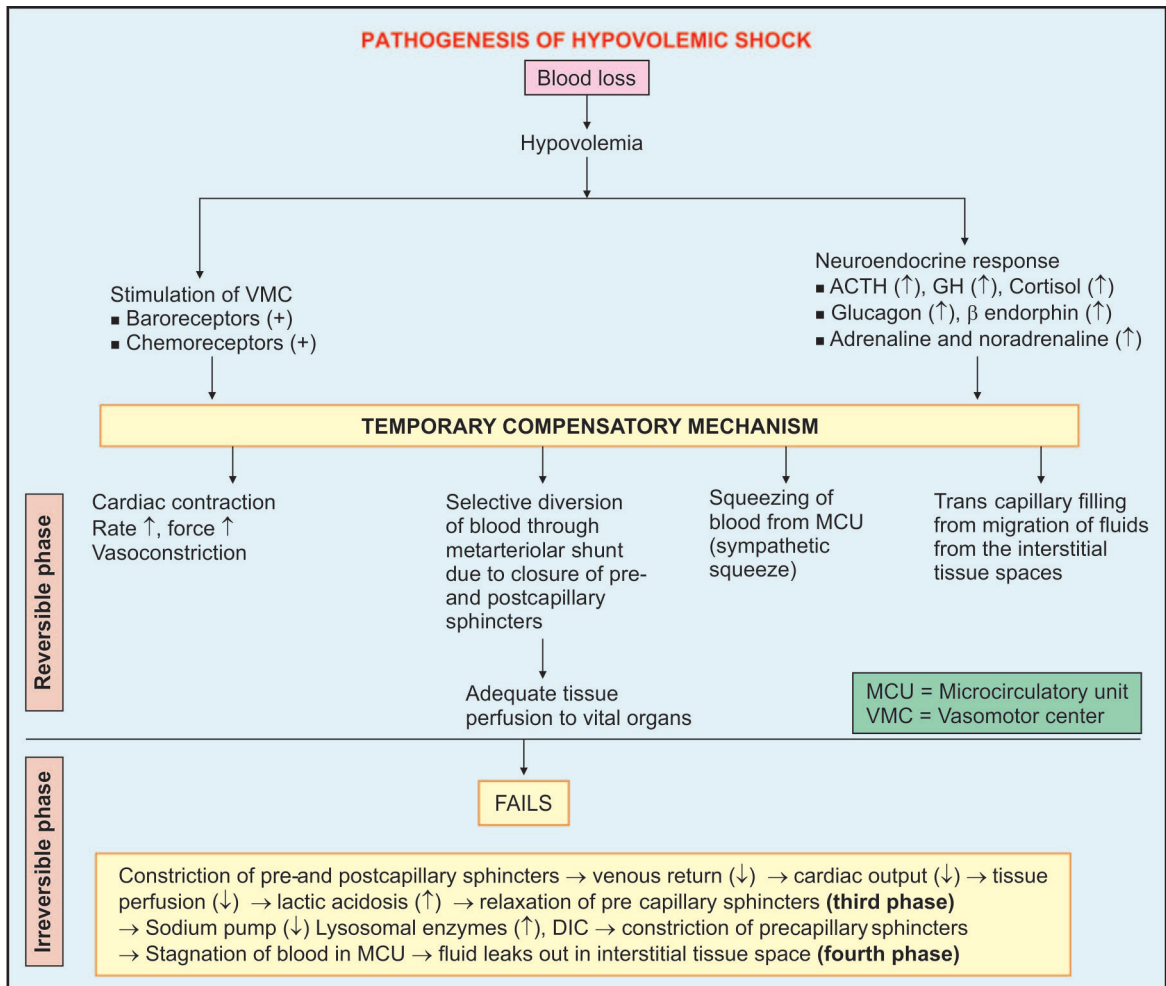 PATHOGENESIS OF HYPOVOLEMIC SHOCK
Blood loss
Hypovolemia
Stimulation of VMC
■ Baroreceptors (+)
■ Chemoreceptors (+)
Neuroendocrine response
■ ACTH (↑), GH (↑), Cortisol (↑)
■ Glucagon (↑), β endorphin (↑)
■ Adrenaline and noradrenaline (↑)
TEMPORARY COMPENSATORY MECHANISM
Reversible phase
Cardiac contraction
Rate ↑, force ↑
Vasoconstriction
Selective diversion
of blood through
metarteriolar shunt
due to closure of pre-
and postcapillary
sphincters
Squeezing of
blood from MCU
(sympathetic
squeeze)
Trans capillary filling
from migration of fluids
from the interstitial
tissue spaces
Adequate tissue
perfusion to vital organs
MCU = Microcirculatory unit
VMC = Vasomotor center
Irreversible phase
FAILS
Constriction of pre-and postcapillary sphincters → venous return (↓) → cardiac output (↓) → tissue
perfusion (↓) → lactic acidosis (↑) → relaxation of pre capillary sphincters (third phase)
→ Sodium pump (↓) Lysosomal enzymes (↑), DIC → constriction of precapillary sphincters
→ Stagnation of blood in MCU → fluid leaks out in interstitial tissue space (fourth phase)